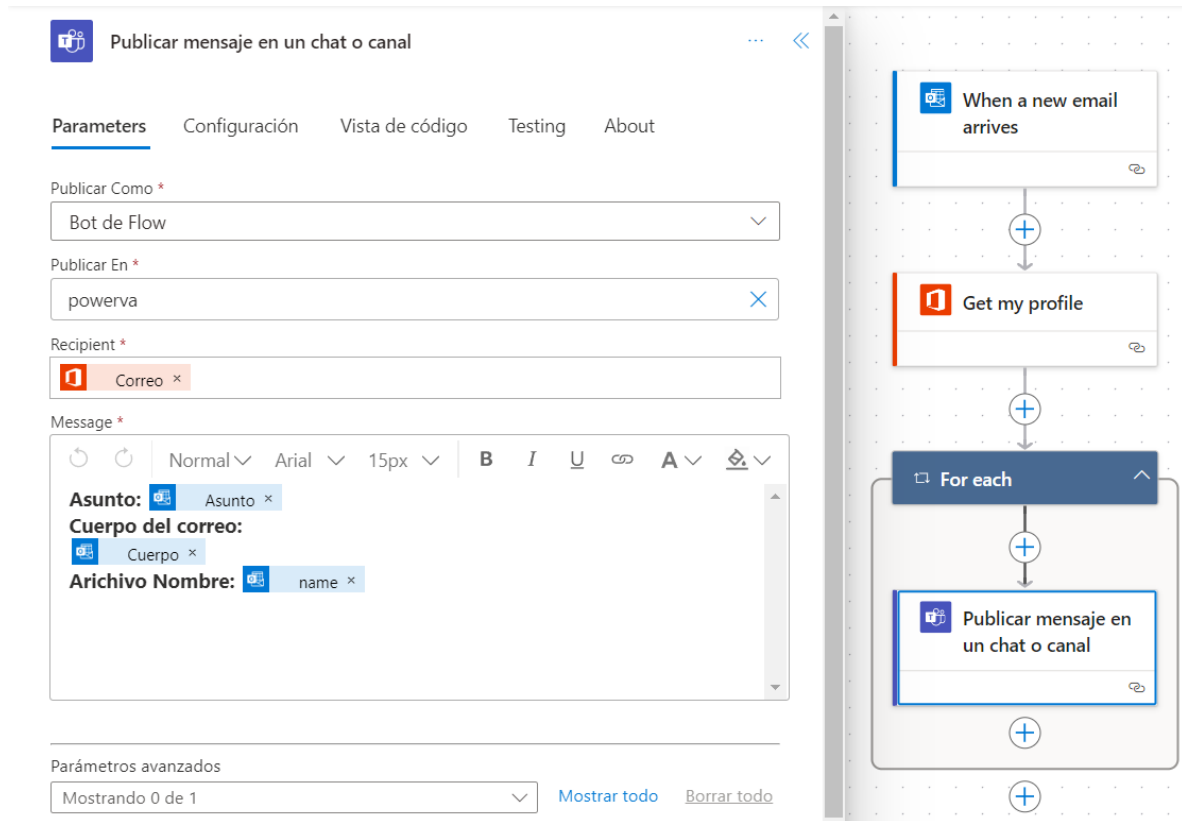 Publicar mensaje en un chat o canal
Parameters Configuración Vista de código Testing About
Publicar Como *
Bot de Flow
Publicar En *
powerva
Recipient *
Correo ×
Message *
Normal Arial 15px B I U A
Asunto: Asunto ×
Cuerpo del correo:
Cuerpo ×
Arichivo Nombre: name ×
Parámetros avanzados
Mostrando 0 de 1 Mostrar todo Borrar todo
When a new email
arrives
Get my profile
For each
Publicar mensaje en
un chat o canal